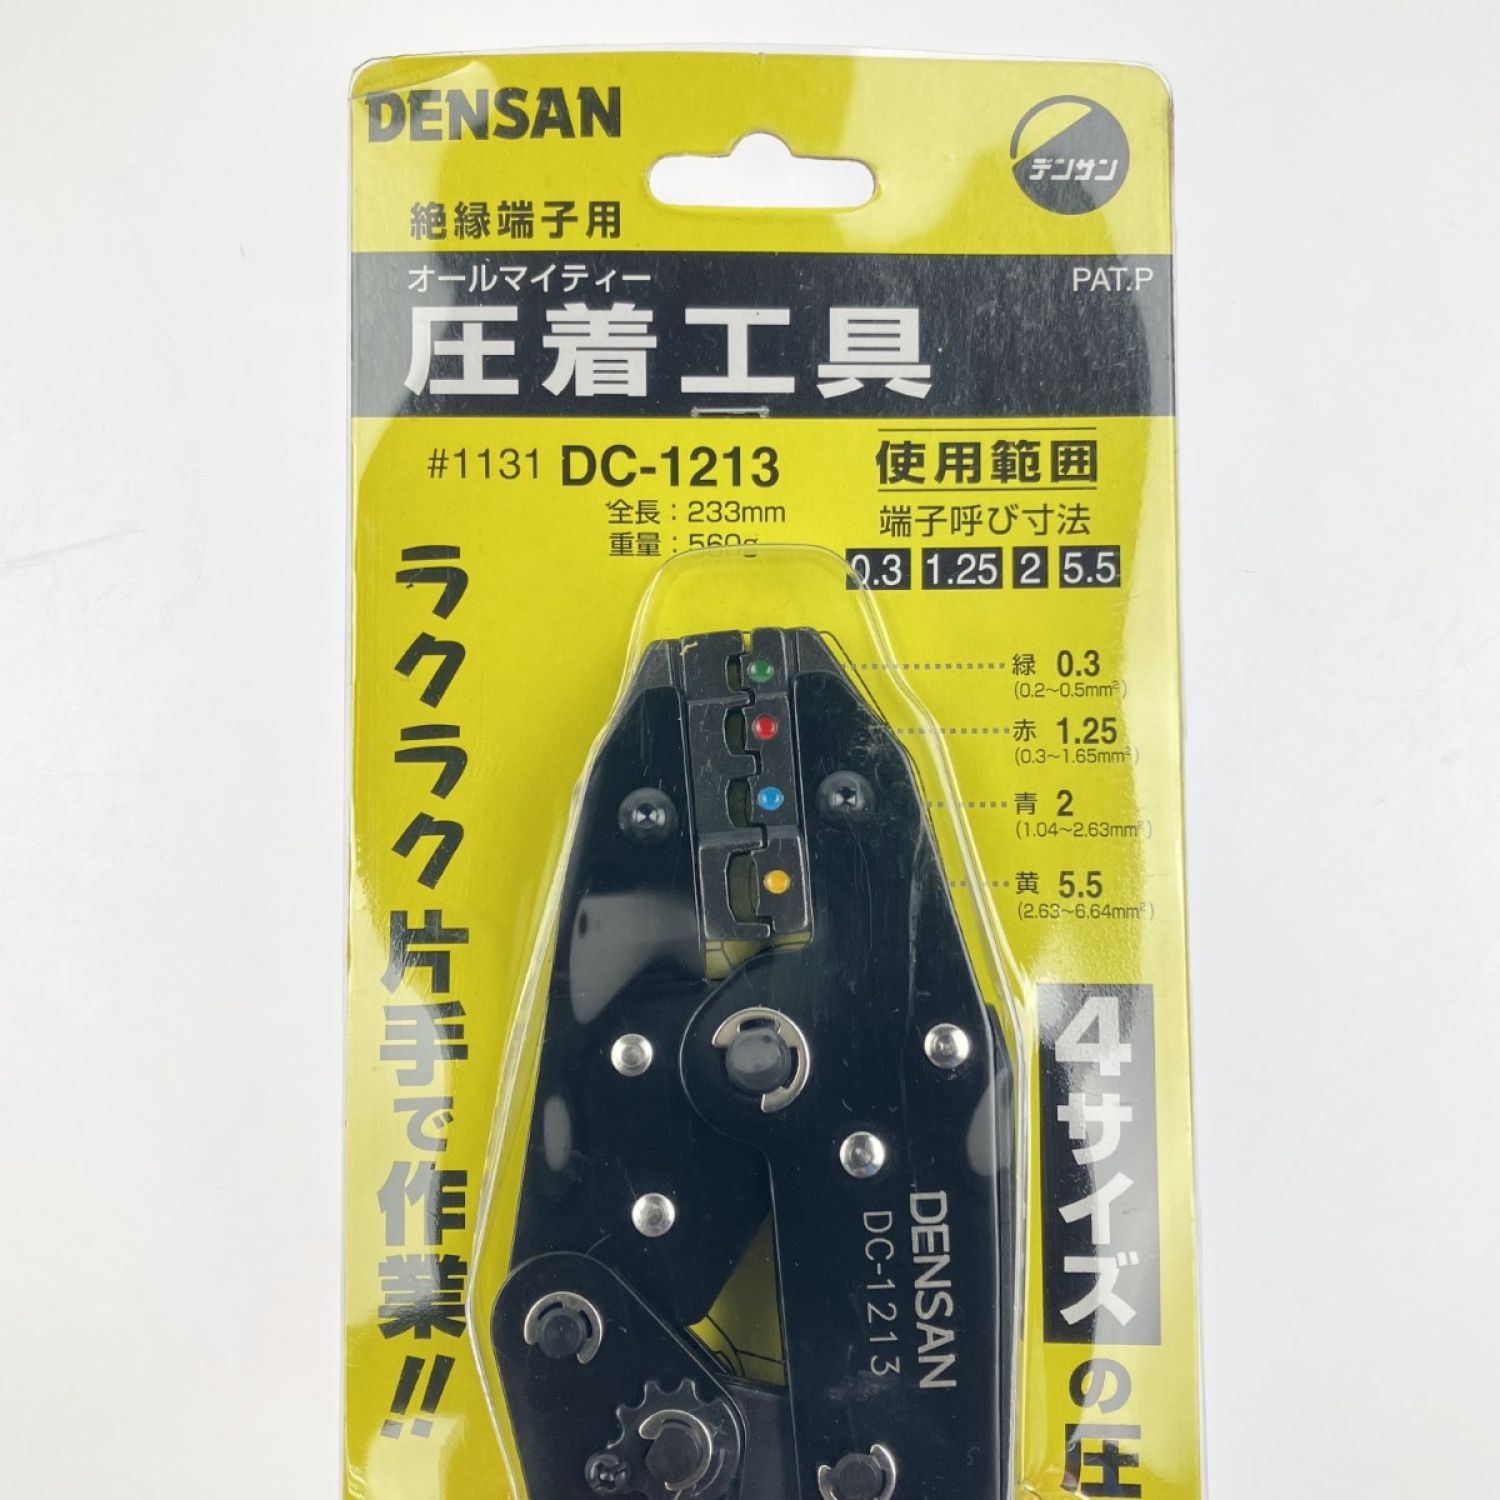 DENSAN
デンサン
絶縁端子用
オールマイティー
PAT.P
圧着工具
#1131 DC-1213
全長：233mm
重量：560g
使用範囲
端子呼び寸法
0.3 1.25 2 5.5
緑 0.3
(0.2~0.5mm²)
赤 1.25
(0.3~1.65mm²)
青 2
(1.04~2.63mm²)
黄 5.5
(2.63~6.64mm²)
ラクラク片手で作業!!
4サイズの圧
DENSAN
DC-1213